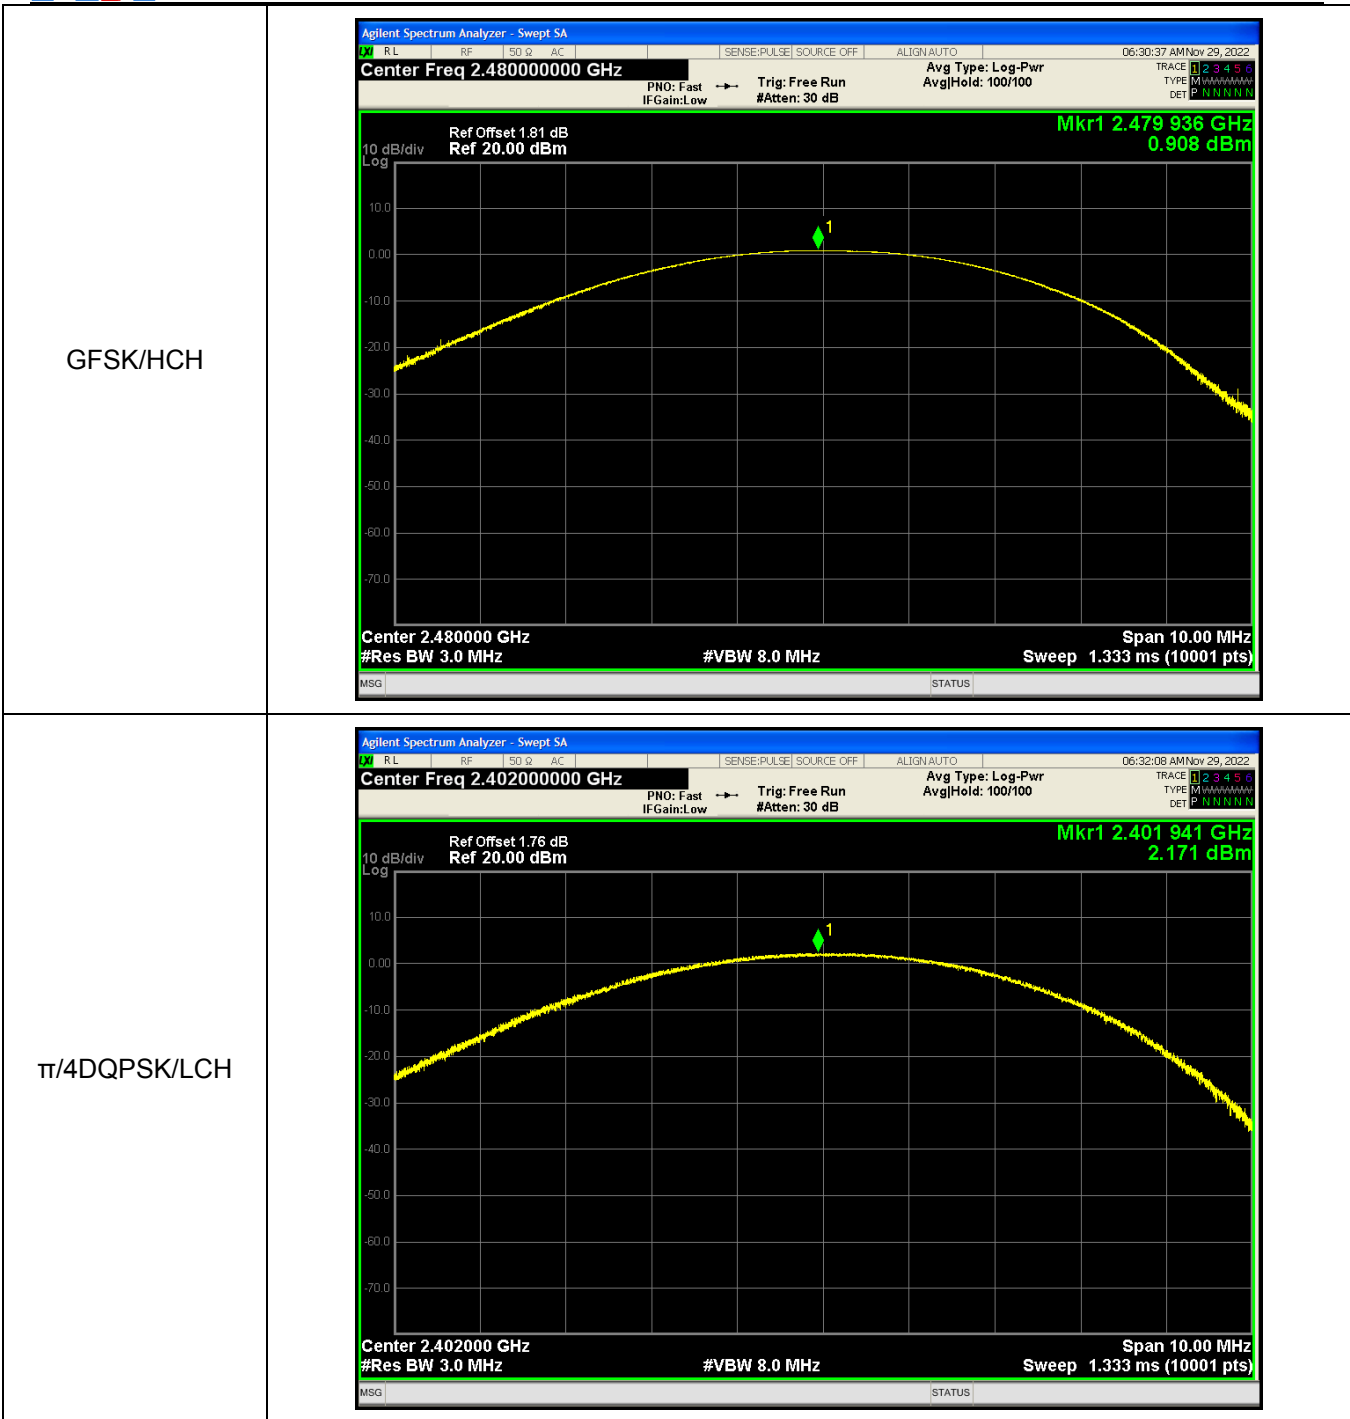 GFSK/HCH
Agilent Spectrum Analyzer - Swept SA
LXI RL RF 50 Ω AC SENSE:PULSE SOURCE OFF ALIGN AUTO 06:30:37 AM Nov 29, 2022
Center Freq 2.480000000 GHz
PNO: Fast
IFGain:Low
Trig: Free Run
#Atten: 30 dB
Avg Type: Log-Pwr
Avg|Hold: 100/100
TRACE 1 2 3 4 5 6
TYPE M
DET P N N N N N
Mkr1 2.479 936 GHz
0.908 dBm
Ref Offset 1.81 dB
10 dB/div Ref 20.00 dBm
Log
1
10.0
0.00
-10.0
-20.0
-30.0
-40.0
-50.0
-60.0
-70.0
Center 2.480000 GHz Span 10.00 MHz
#Res BW 3.0 MHz #VBW 8.0 MHz Sweep 1.333 ms (10001 pts)
MSG STATUS
π/4DQPSK/LCH
Agilent Spectrum Analyzer - Swept SA
LXI RL RF 50 Ω AC SENSE:PULSE SOURCE OFF ALIGN AUTO 06:32:08 AM Nov 29, 2022
Center Freq 2.402000000 GHz
PNO: Fast
IFGain:Low
Trig: Free Run
#Atten: 30 dB
Avg Type: Log-Pwr
Avg|Hold: 100/100
TRACE 1 2 3 4 5 6
TYPE M
DET P N N N N N
Mkr1 2.401 941 GHz
2.171 dBm
Ref Offset 1.76 dB
10 dB/div Ref 20.00 dBm
Log
1
10.0
0.00
-10.0
-20.0
-30.0
-40.0
-50.0
-60.0
-70.0
Center 2.402000 GHz Span 10.00 MHz
#Res BW 3.0 MHz #VBW 8.0 MHz Sweep 1.333 ms (10001 pts)
MSG STATUS